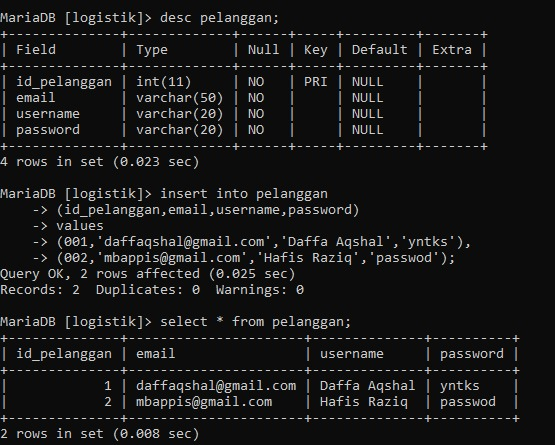 MariaDB [logistik]> desc pelanggan;
+--------------+-------------+------+-----+---------+-------+
| Field        | Type        | Null | Key | Default | Extra |
+--------------+-------------+------+-----+---------+-------+
| id_pelanggan | int(11)     | NO   | PRI | NULL    |       |
| email        | varchar(50) | NO   |     | NULL    |       |
| username     | varchar(20) | NO   |     | NULL    |       |
| password     | varchar(20) | NO   |     | NULL    |       |
+--------------+-------------+------+-----+---------+-------+
4 rows in set (0.023 sec)
MariaDB [logistik]> insert into pelanggan
    -> (id_pelanggan,email,username,password)
    -> values
    -> (001,'daffaqshal@gmail.com','Daffa Aqshal','yntks'),
    -> (002,'mbappis@gmail.com','Hafis Raziq','passwod');
Query OK, 2 rows affected (0.025 sec)
Records: 2  Duplicates: 0  Warnings: 0
MariaDB [logistik]> select * from pelanggan;
+--------------+----------------------+--------------+----------+
| id_pelanggan | email                | username     | password |
+--------------+----------------------+--------------+----------+
|            1 | daffaqshal@gmail.com | Daffa Aqshal | yntks    |
|            2 | mbappis@gmail.com    | Hafis Raziq  | passwod  |
+--------------+----------------------+--------------+----------+
2 rows in set (0.008 sec)